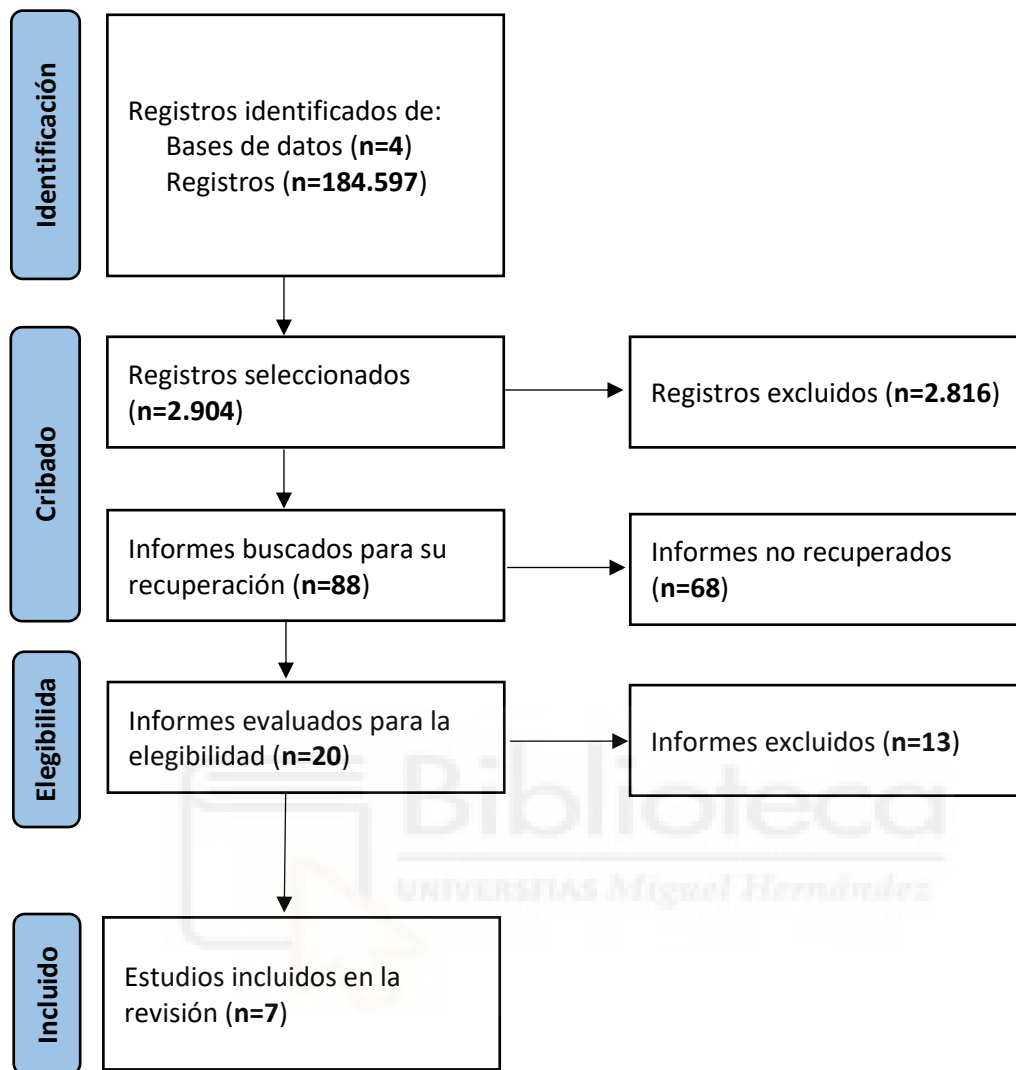 Identificación
Registros identificados de:
Bases de datos (n=4)
Registros (n=184.597)
Cribado
Registros seleccionados
(n=2.904)
Registros excluidos (n=2.816)
Informes buscados para su
recuperación (n=88)
Informes no recuperados
(n=68)
Elegibilida
Informes evaluados para la
elegibilidad (n=20)
Informes excluidos (n=13)
Biblioteca
UNIVERSITAS Miguel Hernández
Incluido
Estudios incluidos en la
revisión (n=7)